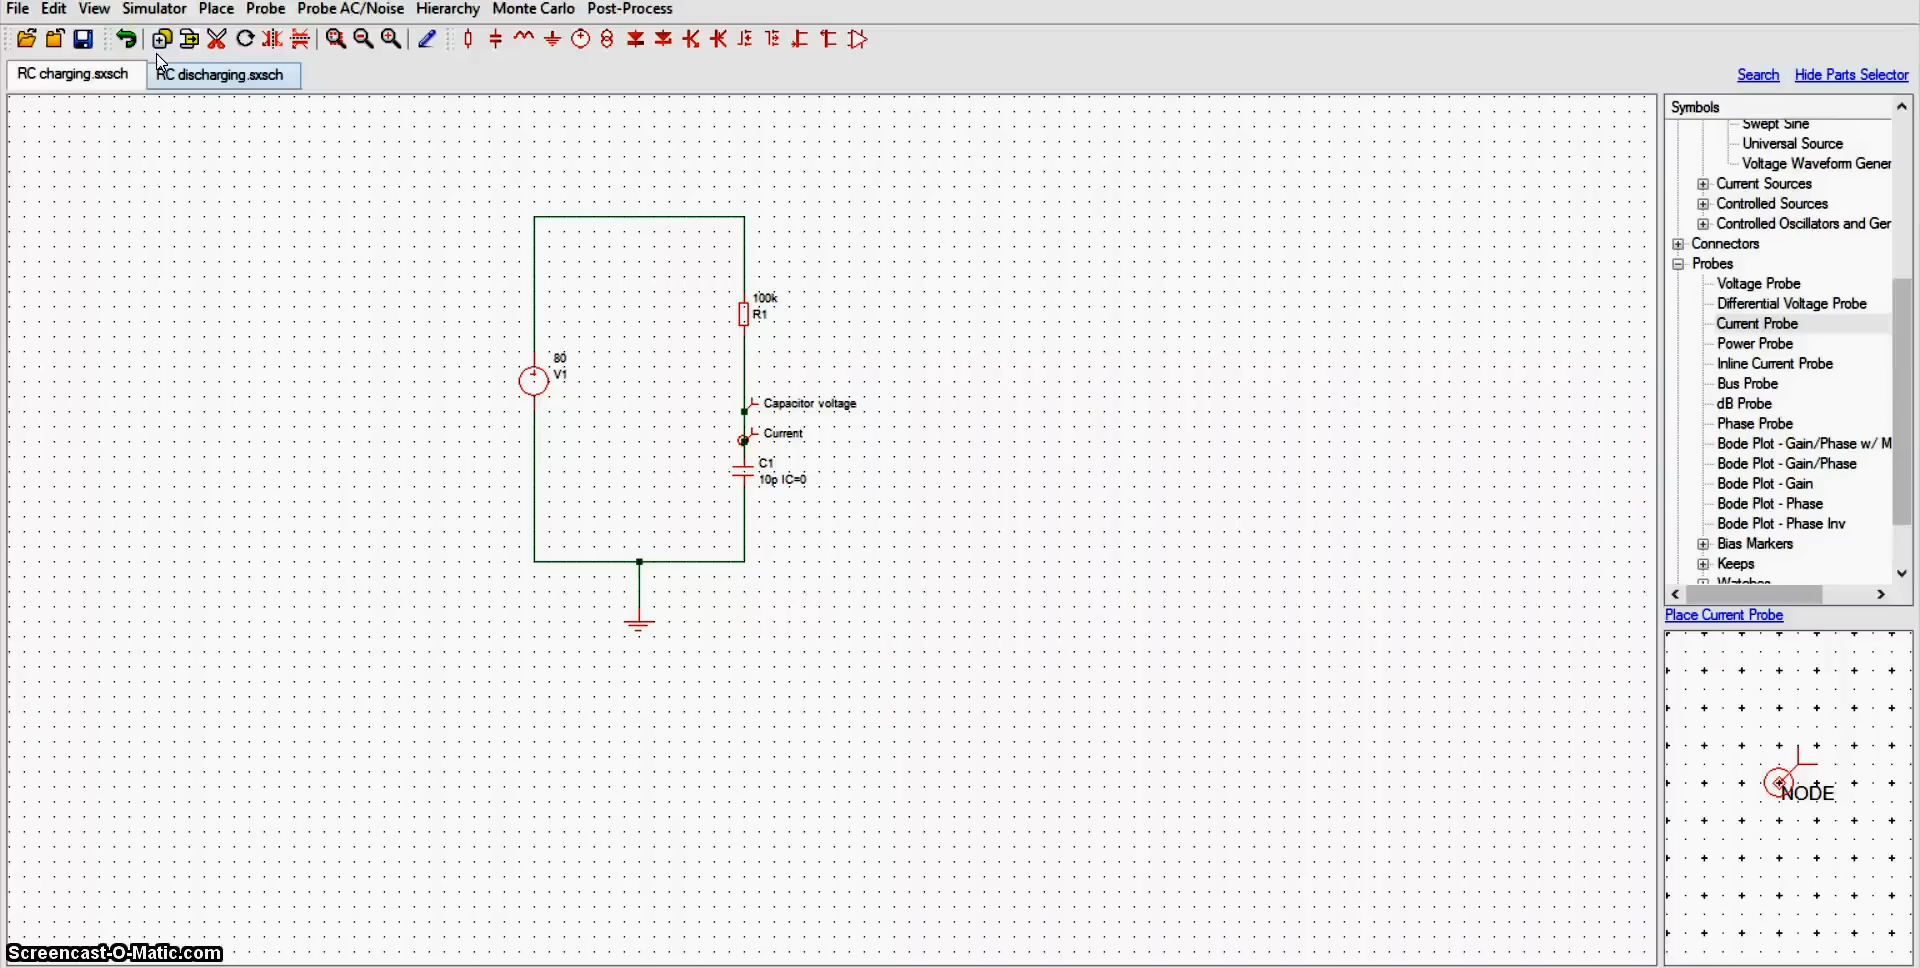 File Edit View Simulator Place Probe Probe AC/Noise Hierarchy Monte Carlo Post-Process
RC charging.sxsch RC discharging.sxsch
Search Hide Parts Selector
Symbols
Swept Sine
Universal Source
Voltage Waveform Gener
Current Sources
Controlled Sources
Controlled Oscillators and Ger
Connectors
Probes
Voltage Probe
Differential Voltage Probe
Current Probe
Power Probe
Inline Current Probe
Bus Probe
dB Probe
Phase Probe
Bode Plot - Gain/Phase w/ M
Bode Plot - Gain/Phase
Bode Plot - Gain
Bode Plot - Phase
Bode Plot - Phase Inv
Bias Markers
Keeps
Watches
Place Current Probe
NODE
100k
R1
80
V1
Capacitor voltage
Current
C1
10p IC=0
Screencast-O-Matic.com